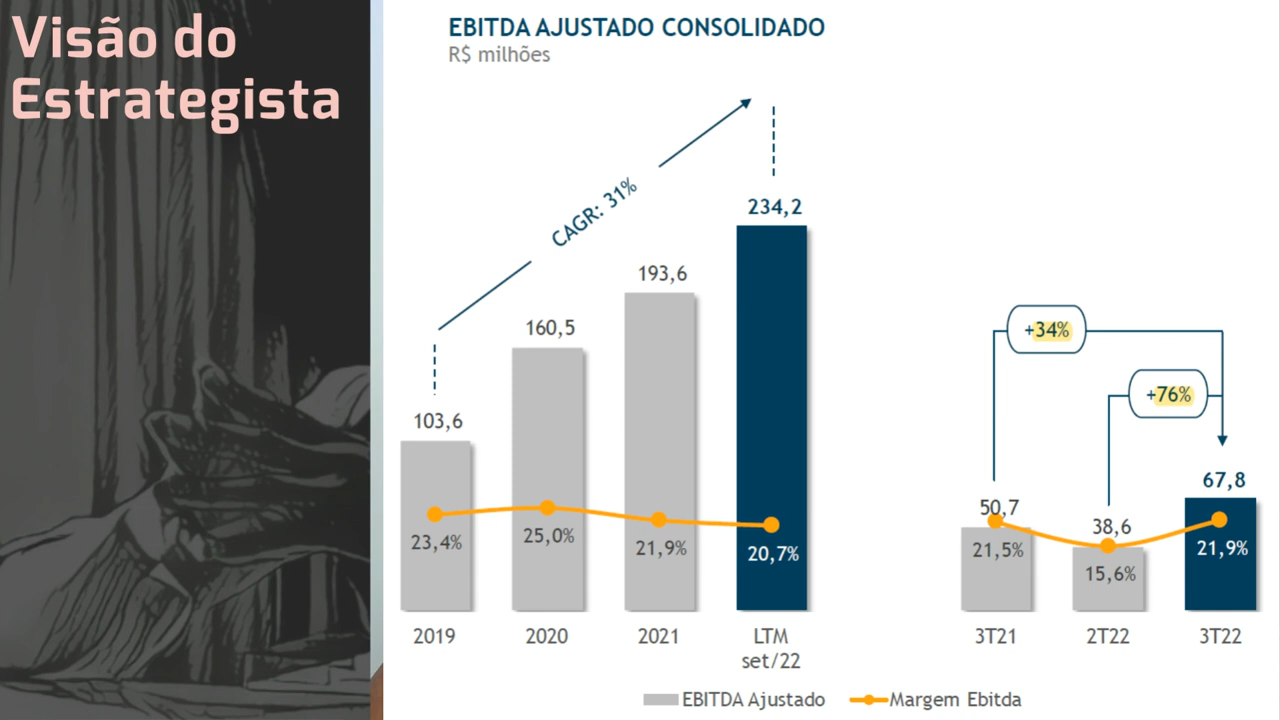 Visão do
Estrategista
EBITDA AJUSTADO CONSOLIDADO
R$ milhões
CAGR: 31%
234,2
193,6
160,5
103,6
23,4%
25,0%
21,9%
20,7%
2019
2020
2021
LTM
set/22
+34%
+76%
50,7
38,6
67,8
21,5%
15,6%
21,9%
3T21
2T22
3T22
EBITDA Ajustado
Margem Ebitda